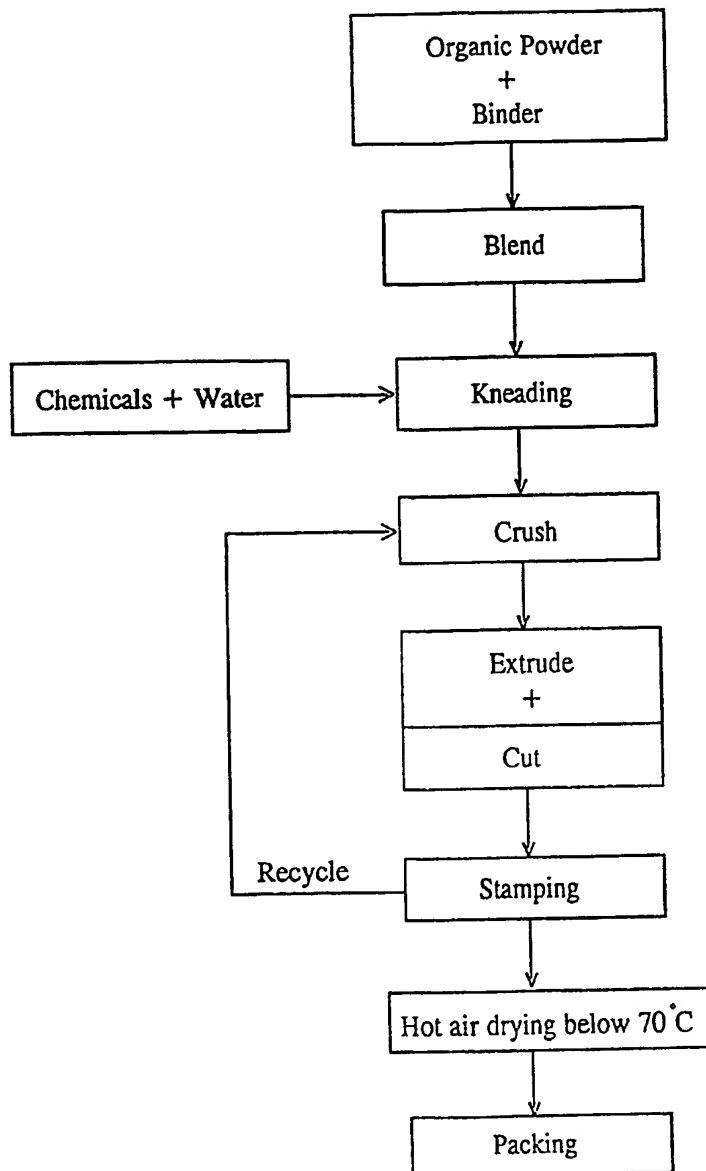 Organic Powder
+
Binder
Blend
Chemicals + Water
Kneading
Crush
Extrude
+
Cut
Recycle
Stamping
Hot air drying below 70°C
Packing